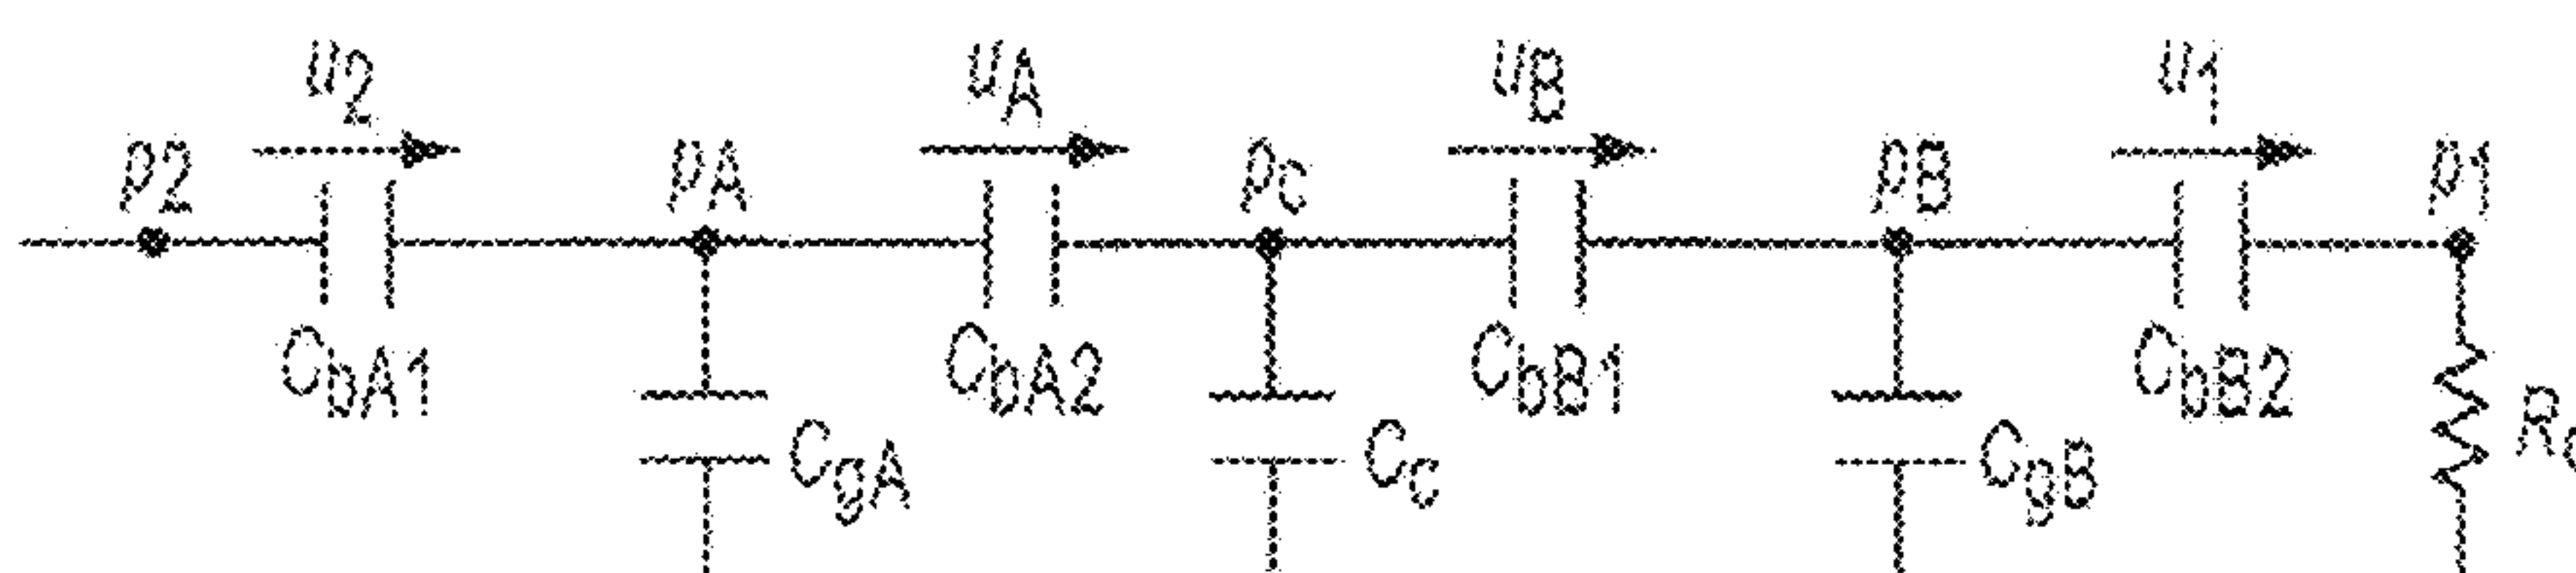 u2 uA uB u1
p2 pA pc pB p1
CbA1 CbA2 CbB1 CbB2
CgA Cc CgB